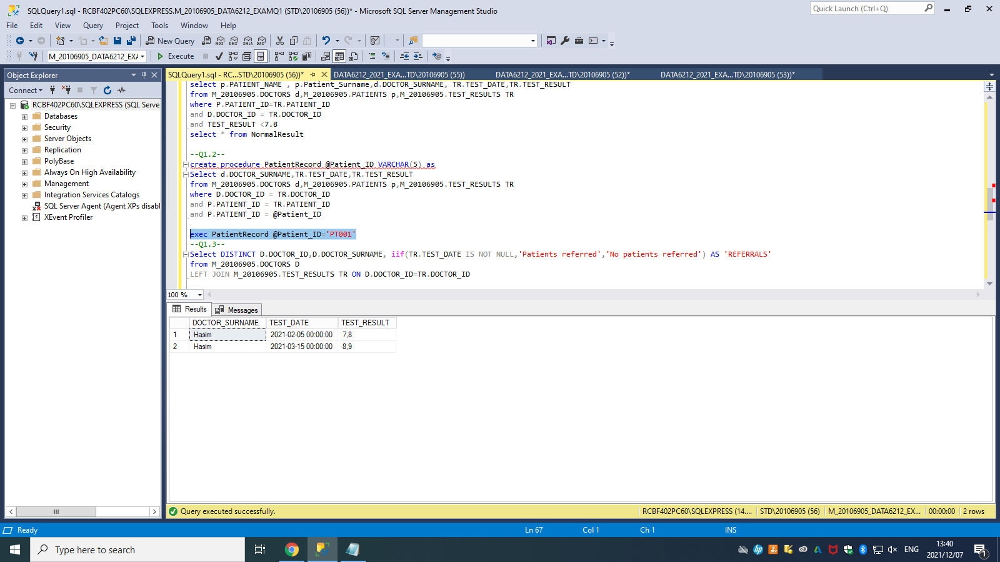 SQLQuery1.sql - RCBF402PC60\SQLEXPRESS.M_20106905_DATA6212_EXAMQ1 (STD\20106905 (56))* - Microsoft SQL Server Management Studio
Quick Launch (Ctrl+Q)
File Edit View Query Project Tools Window Help
New Query MDX DMX XMLA DAX
M_20106905_DATA6212_EXA Execute
Object Explorer
SQLQuery1.sql - RC...STD\20106905 (56))* DATA6212_2021_EXA...TD\20106905 (55)) DATA6212_2021_EXA...TD\20106905 (52))* DATA6212_2021_EXA...TD\20106905 (53))*
Connect
RCBF402PC60\SQLEXPRESS (SQL Serve
Databases
Security
Server Objects
Replication
PolyBase
Always On High Availability
Management
Integration Services Catalogs
SQL Server Agent (Agent XPs disabl
XEvent Profiler
select p.PATIENT_NAME , p.Patient_Surname,d.DOCTOR_SURNAME, TR.TEST_DATE,TR.TEST_RESULT
from M_20106905.DOCTORS d,M_20106905.PATIENTS p,M_20106905.TEST_RESULTS TR
where P.PATIENT_ID=TR.PATIENT_ID
and D.DOCTOR_ID = TR.DOCTOR_ID
and TEST_RESULT <7.8
select * from NormalResult
--Q1.2--
create procedure PatientRecord @Patient_ID VARCHAR(5) as
Select d.DOCTOR_SURNAME,TR.TEST_DATE,TR.TEST_RESULT
from M_20106905.DOCTORS d,M_20106905.PATIENTS p,M_20106905.TEST_RESULTS TR
where D.DOCTOR_ID = TR.DOCTOR_ID
and P.PATIENT_ID = TR.PATIENT_ID
and P.PATIENT_ID = @Patient_ID
exec PatientRecord @Patient_ID='PT001'
--Q1.3--
Select DISTINCT D.DOCTOR_ID,D.DOCTOR_SURNAME, iif(TR.TEST_DATE IS NOT NULL,'Patients referred','No patients referred') AS 'REFERRALS'
from M_20106905.DOCTORS D
LEFT JOIN M_20106905.TEST_RESULTS TR ON D.DOCTOR_ID=TR.DOCTOR_ID
100 %
Results Messages
DOCTOR_SURNAME TEST_DATE TEST_RESULT
1 Hasim 2021-02-05 00:00:00 7,8
2 Hasim 2021-03-15 00:00:00 8,9
Query executed successfully. RCBF402PC60\SQLEXPRESS (14.... STD\20106905 (56) M_20106905_DATA6212_EX... 00:00:00 2 rows
Ready Ln 67 Col 1 Ch 1 INS
Type here to search
ENG
13:40
2021/12/07
1